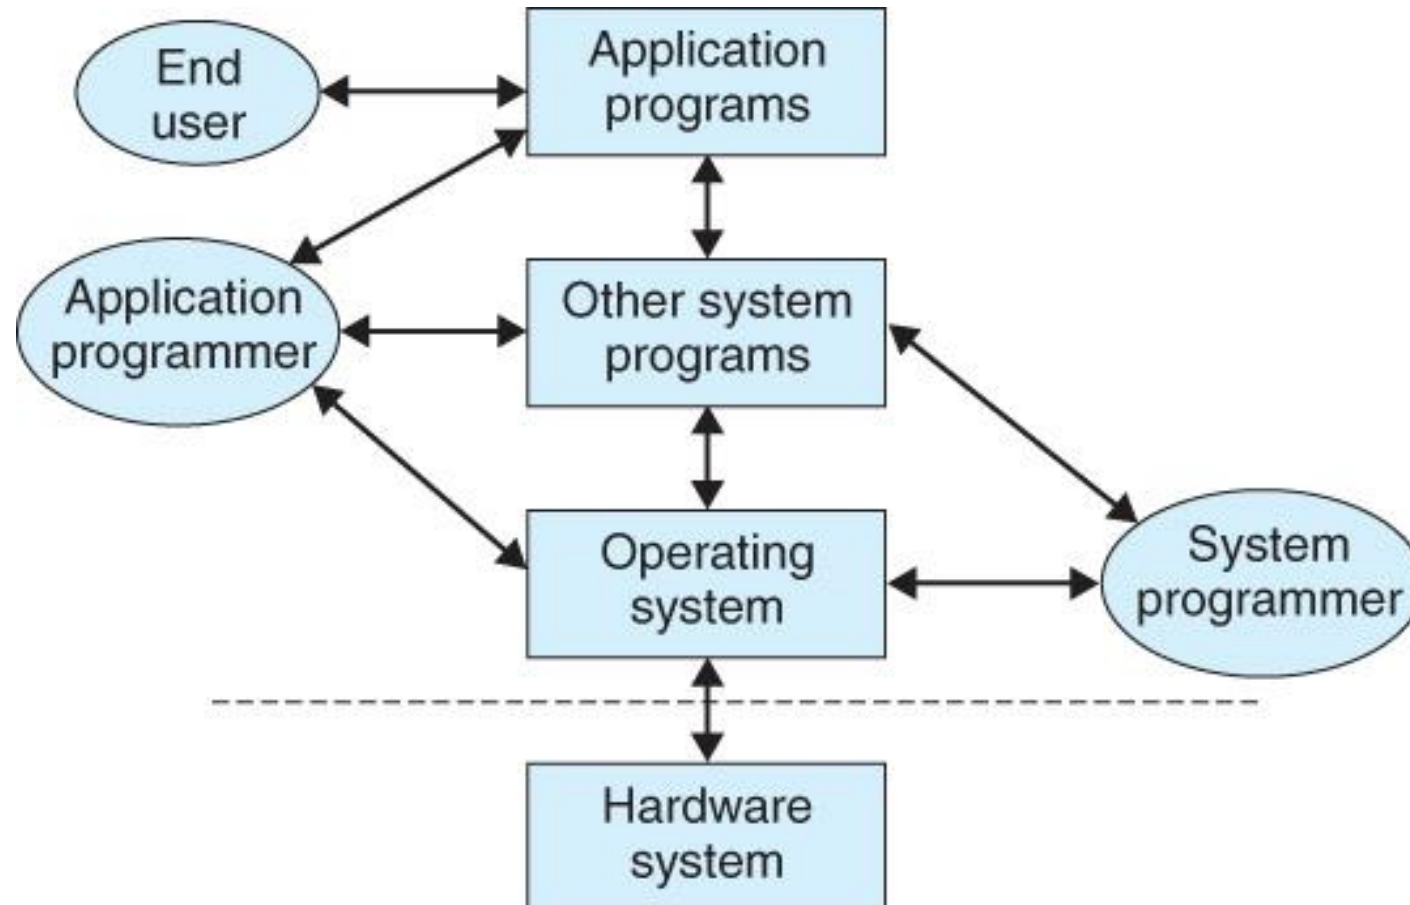 End
user
Application
programs
Application
programmer
Other system
programs
Operating
system
System
programmer
Hardware
system